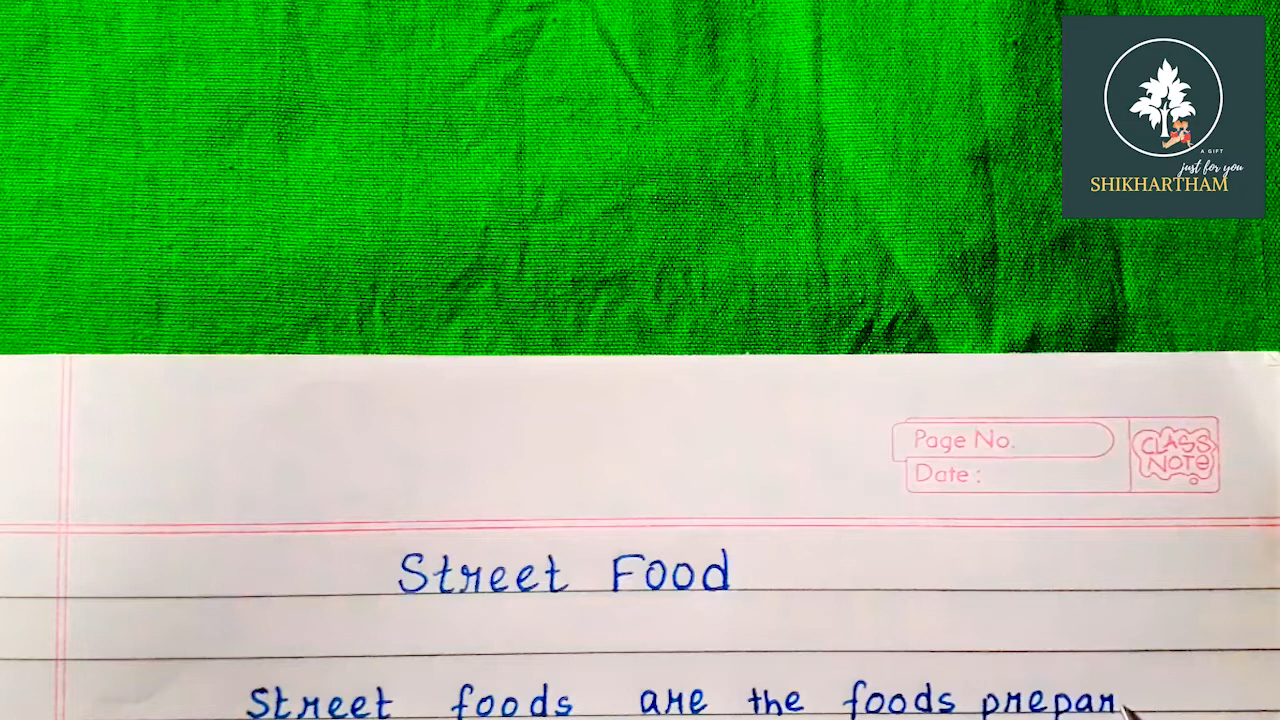 A GIFT
just for you
SHIKHARTHAM
Page No.
Date :
CLASS
NOTE
Street Food
Street foods are the foods prepar